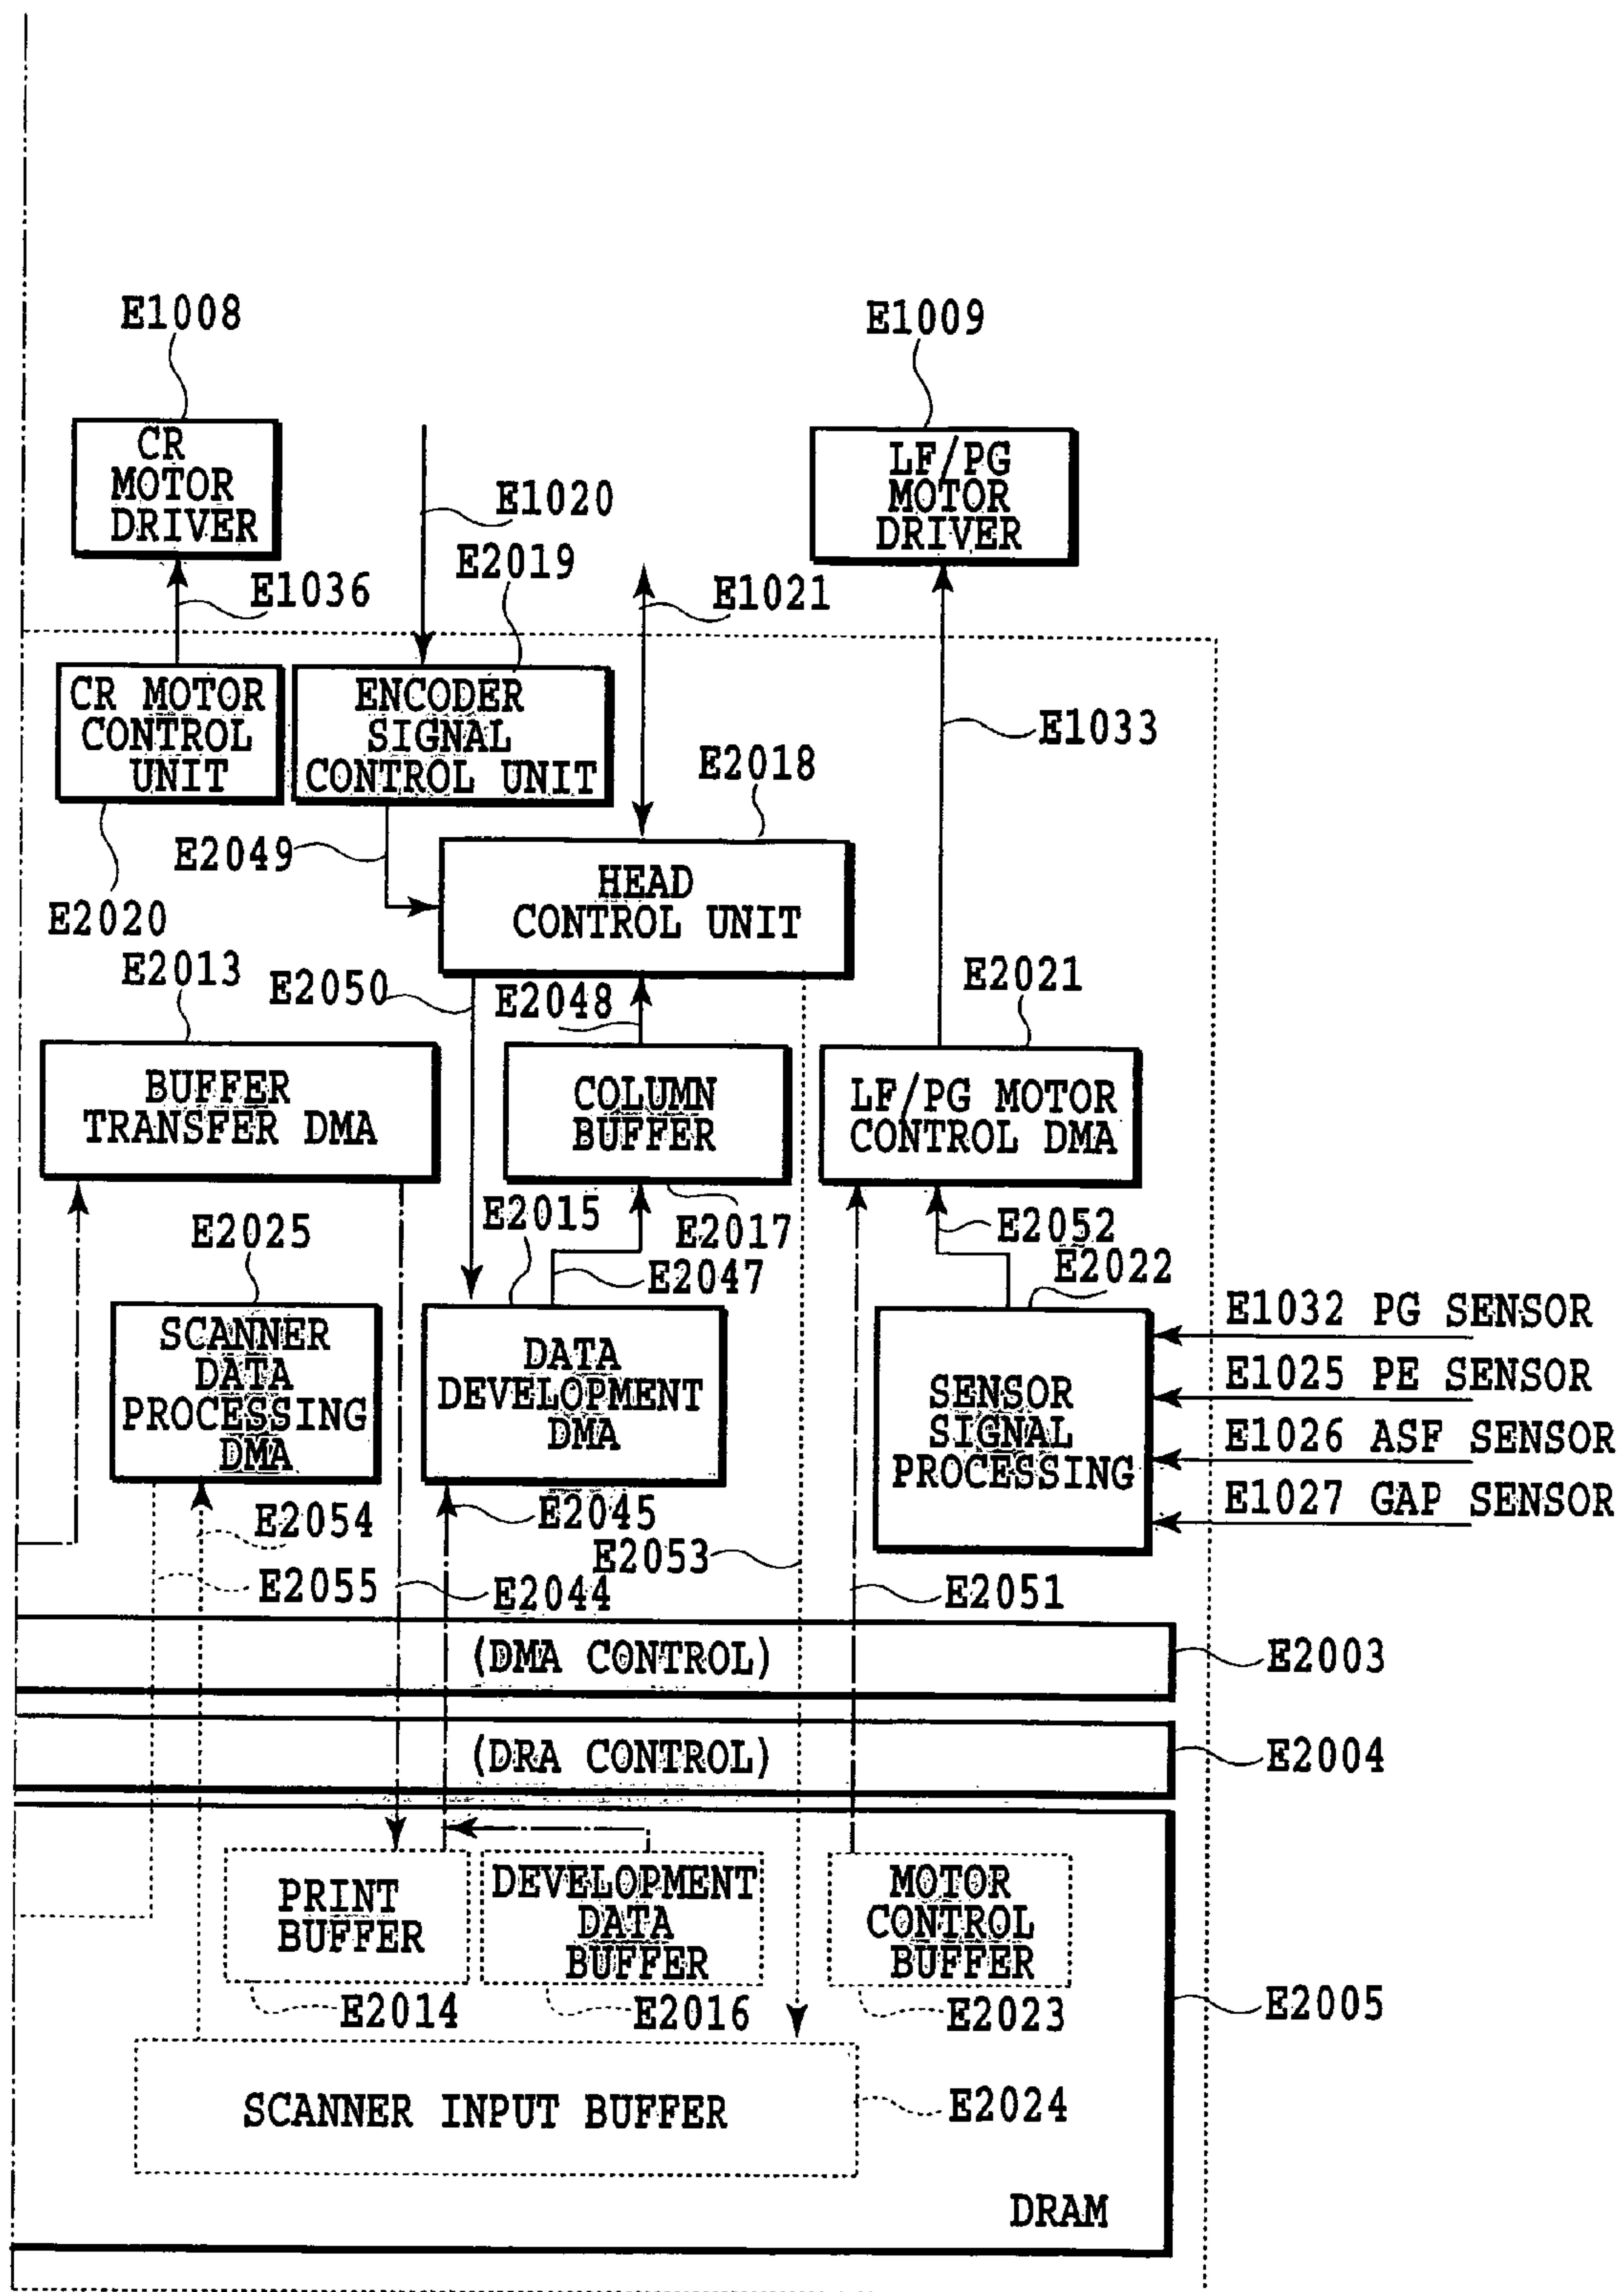 E1008
E1009
CR
MOTOR
DRIVER
LF/PG
MOTOR
DRIVER
E1020
E2019
E1036
E1021
CR MOTOR
CONTROL
UNIT
ENCODER
SIGNAL
CONTROL UNIT
E1033
E2018
E2049
HEAD
CONTROL UNIT
E2020
E2013
E2050
E2048
E2021
BUFFER
TRANSFER DMA
COLUMN
BUFFER
LF/PG MOTOR
CONTROL DMA
E2025
E2015
E2017
E2047
E2052
E2022
SCANNER
DATA
PROCESSING
DMA
DATA
DEVELOPMENT
DMA
SENSOR
SIGNAL
PROCESSING
E1032 PG SENSOR
E1025 PE SENSOR
E1026 ASF SENSOR
E1027 GAP SENSOR
E2054
E2045
E2053
E2055
E2044
E2051
(DMA CONTROL)
E2003
(DRA CONTROL)
E2004
PRINT
BUFFER
DEVELOPMENT
DATA
BUFFER
MOTOR
CONTROL
BUFFER
E2014
E2016
E2023
E2005
SCANNER INPUT BUFFER
E2024
DRAM